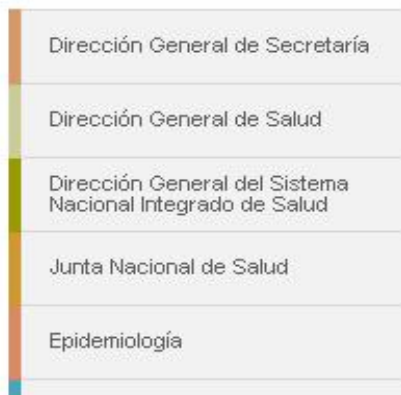 Dirección General de Secretaría
Dirección General de Salud
Dirección General del Sistema
Nacional Integrado de Salud
Junta Nacional de Salud
Epidemiología